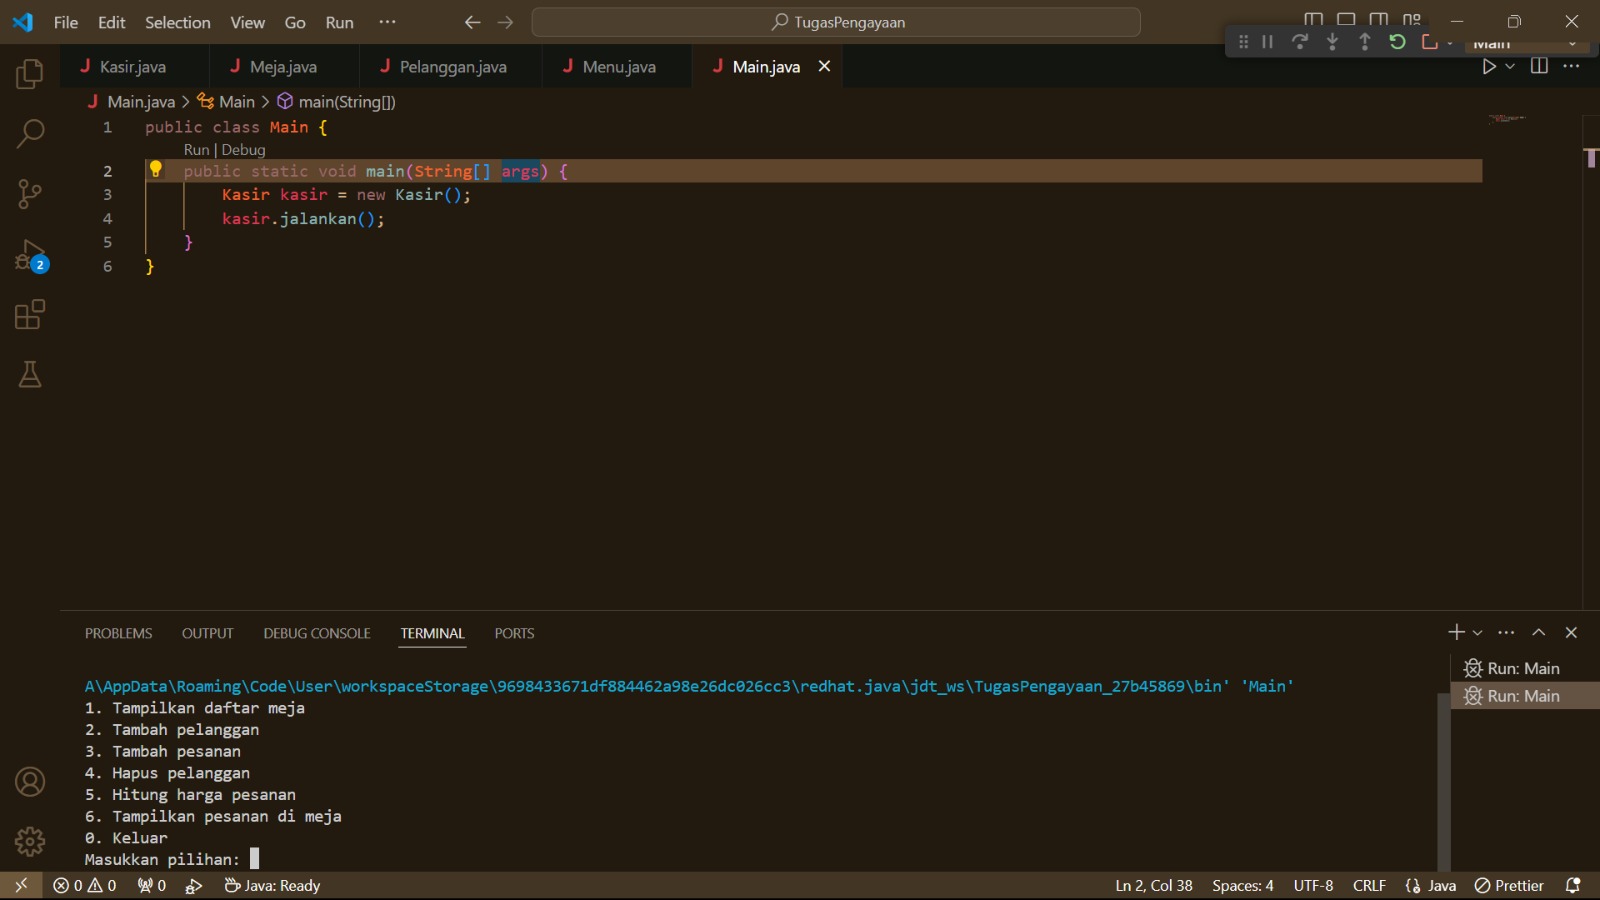 File Edit Selection View Go Run ··· TugasPengayaan
Kasir.java Meja.java Pelanggan.java Menu.java Main.java Main
Main.java > Main > main(String[])
1 public class Main {
Run | Debug
2 public static void main(String[] args) {
3 Kasir kasir = new Kasir();
4 kasir.jalankan();
5 }
6 }
2
PROBLEMS OUTPUT DEBUG CONSOLE TERMINAL PORTS
Run: Main
Run: Main
A\AppData\Roaming\Code\User\workspaceStorage\9698433671df884462a98e26dc026cc3\redhat.java\jdt_ws\TugasPengayaan_27b45869\bin' 'Main'
1. Tampilkan daftar meja
2. Tambah pelanggan
3. Tambah pesanan
4. Hapus pelanggan
5. Hitung harga pesanan
6. Tampilkan pesanan di meja
0. Keluar
Masukkan pilihan:
0 0 0 Java: Ready Ln 2, Col 38 Spaces: 4 UTF-8 CRLF {} Java Prettier